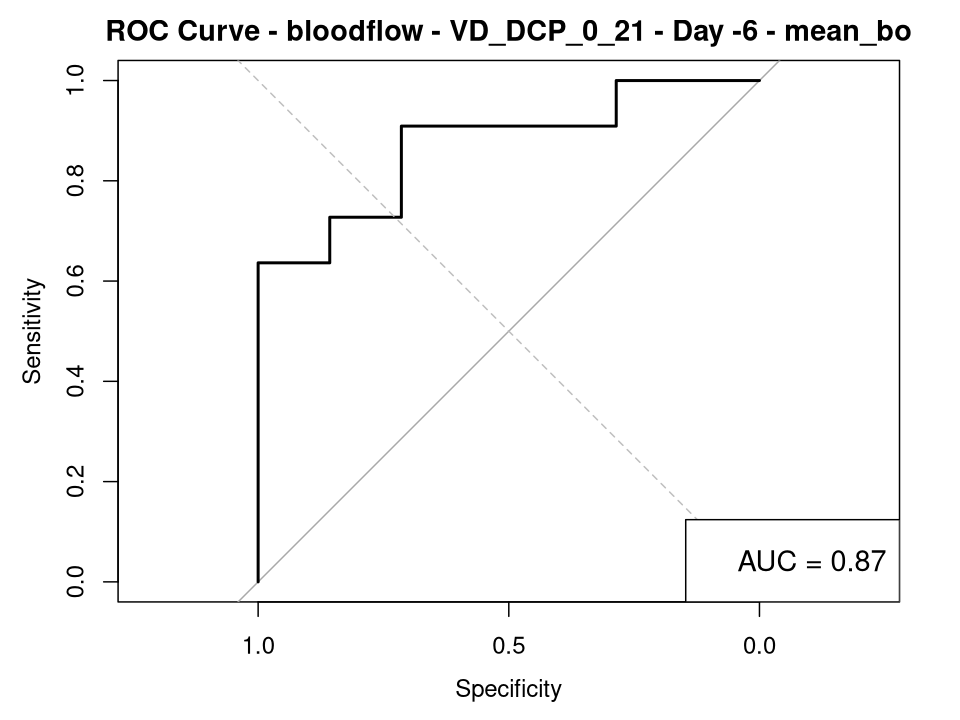 ROC Curve - bloodflow - VD_DCP_0_21 - Day -6 - mean_bo
1.0
0.8
0.6
0.4
0.2
0.0
Sensitivity
AUC = 0.87
1.0 0.5 0.0
Specificity